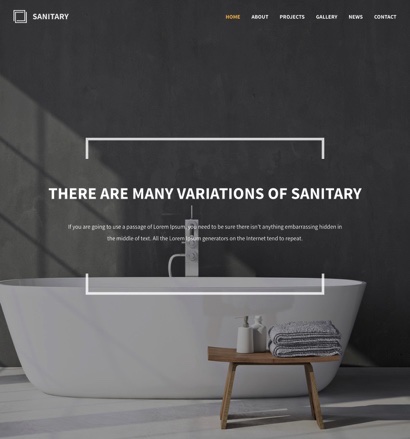 SANITARY
HOME ABOUT PROJECTS GALLERY NEWS CONTACT
THERE ARE MANY VARIATIONS OF SANITARY
If you are going to use a passage of Lorem Ipsum, you need to be sure there isn't anything embarrassing hidden in
the middle of text. All the Lorem Ipsum generators on the Internet tend to repeat.